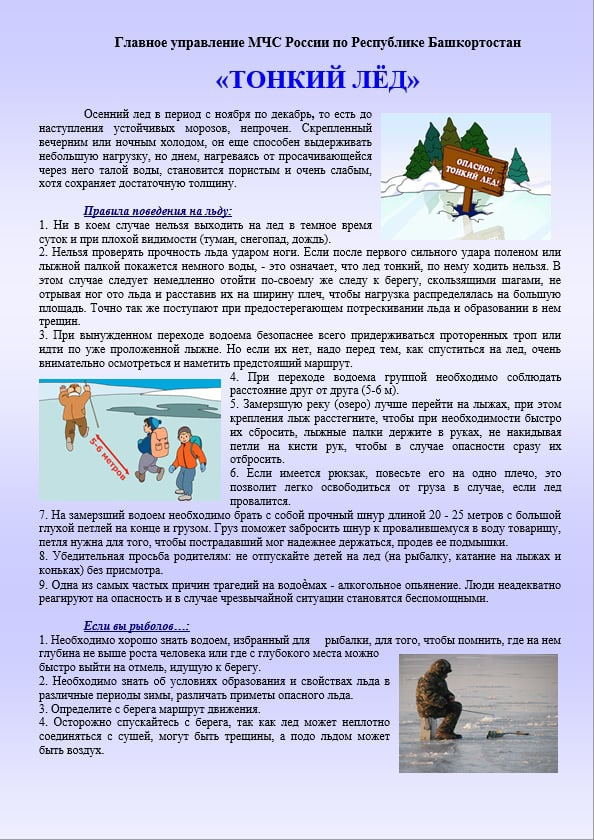 Главное управление МЧС России по Республике Башкортостан
«ТОНКИЙ ЛЁД»
Осенний лед в период с ноября по декабрь, то есть до
наступления устойчивых морозов, непрочен. Скрепленный
вечерним или ночным холодом, он еще способен выдерживать
небольшую нагрузку, но днем, нагреваясь от просачивающейся
через него талой воды, становится пористым и очень слабым,
хотя сохраняет достаточную толщину.
ОПАСНО!!
ТОНКИЙ ЛЕД!
Правила поведения на льду:
1. Ни в коем случае нельзя выходить на лед в темное время
суток и при плохой видимости (туман, снегопад, дождь).
2. Нельзя проверять прочность льда ударом ноги. Если после первого сильного удара поленом или
лыжной палкой покажется немного воды, - это означает, что лед тонкий, по нему ходить нельзя. В
этом случае следует немедленно отойти по-своему же следу к берегу, скользящими шагами, не
отрывая ног ото льда и расставив их на ширину плеч, чтобы нагрузка распределялась на большую
площадь. Точно так же поступают при предостерегающем потрескивании льда и образовании в нем
трещин.
3. При вынужденном переходе водоема безопаснее всего придерживаться проторенных троп или
идти по уже проложенной лыжне. Но если их нет, надо перед тем, как спуститься на лед, очень
внимательно осмотреться и наметить предстоящий маршрут.
5-6 метров
4. При переходе водоема группой необходимо соблюдать
расстояние друг от друга (5-6 м).
5. Замерзшую реку (озеро) лучше перейти на лыжах, при этом
крепления лыж расстегните, чтобы при необходимости быстро
их сбросить, лыжные палки держите в руках, не накидывая
петли на кисти рук, чтобы в случае опасности сразу их
отбросить.
6. Если имеется рюкзак, повесьте его на одно плечо, это
позволит легко освободиться от груза в случае, если лед
провалится.
7. На замерзший водоем необходимо брать с собой прочный шнур длиной 20 - 25 метров с большой
глухой петлей на конце и грузом. Груз поможет забросить шнур к провалившемуся в воду товарищу,
петля нужна для того, чтобы пострадавший мог надежнее держаться, продев ее подмышки.
8. Убедительная просьба родителям: не отпускайте детей на лед (на рыбалку, катание на лыжах и
коньках) без присмотра.
9. Одна из самых частых причин трагедий на водоѐмах - алкогольное опьянение. Люди неадекватно
реагируют на опасность и в случае чрезвычайной ситуации становятся беспомощными.
Если вы рыболов…:
1. Необходимо хорошо знать водоем, избранный для рыбалки, для того, чтобы помнить, где на нем
глубина не выше роста человека или где с глубокого места можно
быстро выйти на отмель, идущую к берегу.
2. Необходимо знать об условиях образования и свойствах льда в
различные периоды зимы, различать приметы опасного льда.
3. Определите с берега маршрут движения.
4. Осторожно спускайтесь с берега, так как лед может неплотно
соединяться с сушей, могут быть трещины, а подо льдом может
быть воздух.